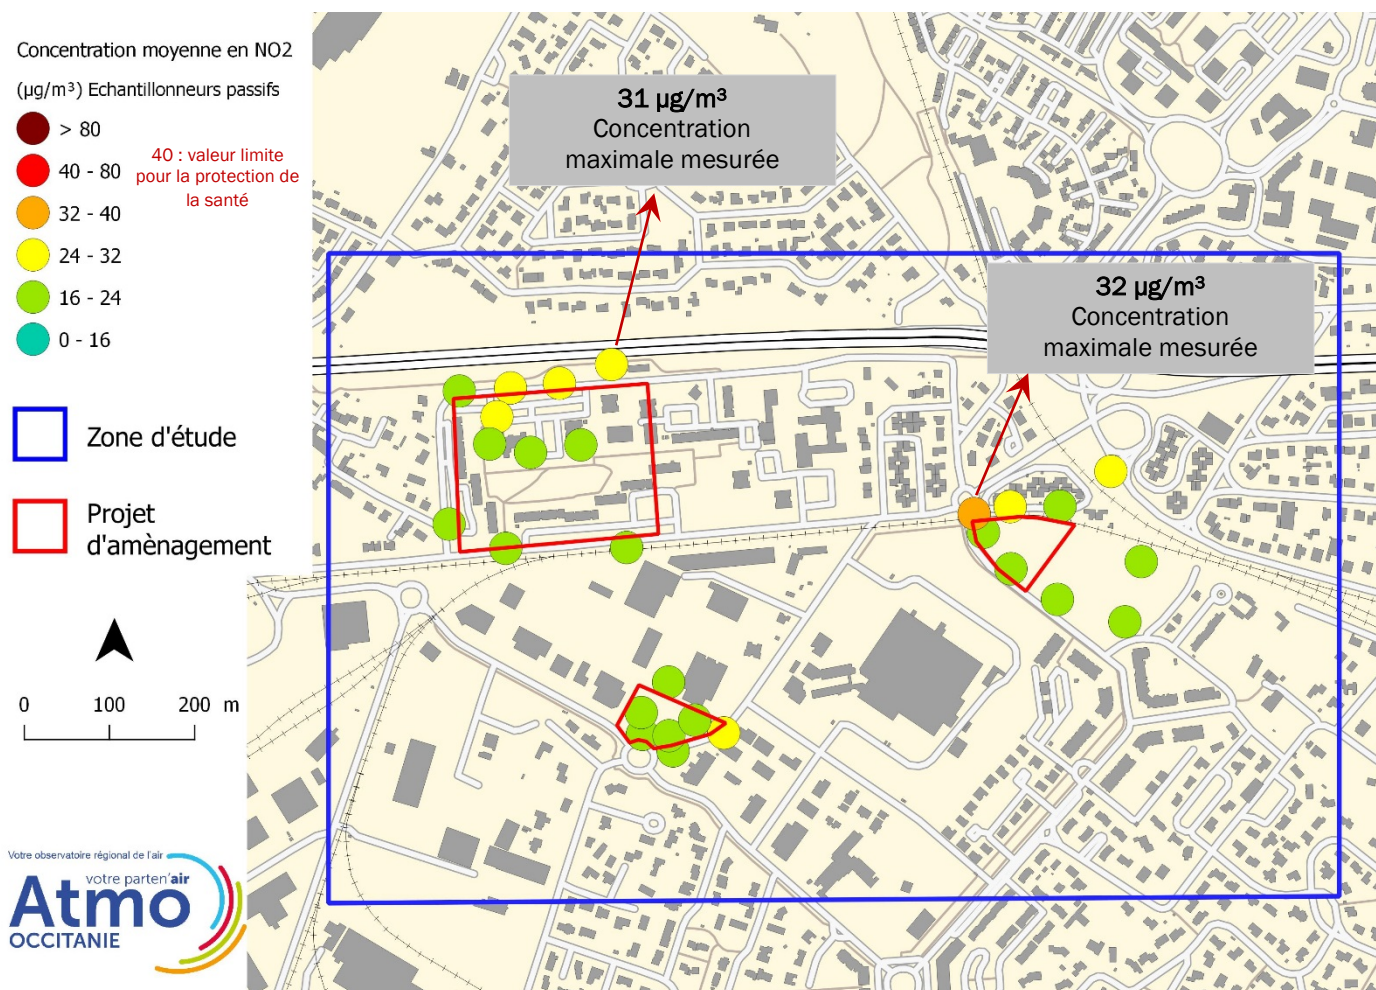 Concentration moyenne en NO2
(µg/m³) Echantillonneurs passifs
> 80
40 - 80
32 - 40
24 - 32
16 - 24
0 - 16
40 : valeur limite
pour la protection de
la santé
Zone d'étude
Projet
d'amènagement
0 100 200 m
Votre observatoire régional de l'air
votre parten'air
Atmo
OCCITANIE
31 µg/m³
Concentration
maximale mesurée
32 µg/m³
Concentration
maximale mesurée